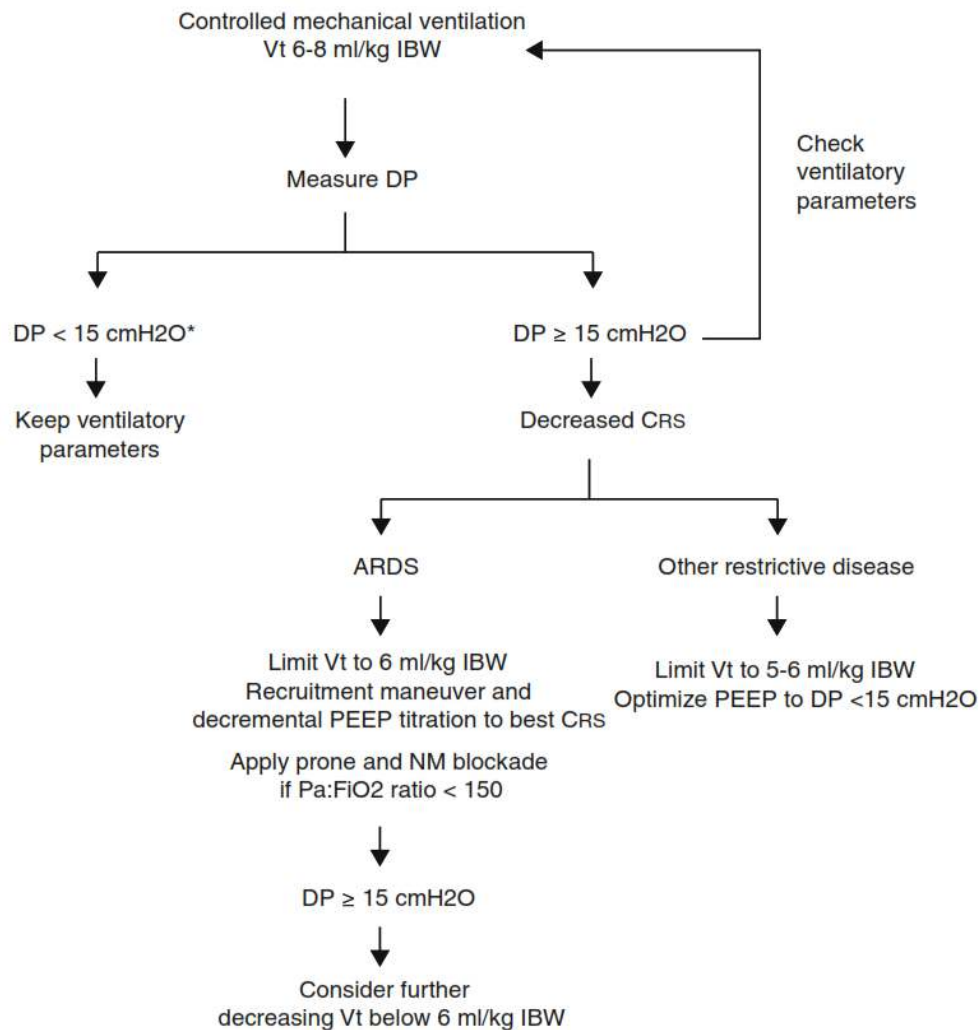 Controlled mechanical ventilation
Vt 6-8 ml/kg IBW
Check
ventilatory
parameters
Measure DP
DP < 15 cmH2O*
DP ≥ 15 cmH2O
Keep ventilatory
parameters
Decreased CRS
ARDS
Other restrictive disease
Limit Vt to 6 ml/kg IBW
Recruitment maneuver and
decremental PEEP titration to best CRS
Limit Vt to 5-6 ml/kg IBW
Optimize PEEP to DP <15 cmH2O
Apply prone and NM blockade
if Pa:FiO2 ratio < 150
DP ≥ 15 cmH2O
Consider further
decreasing Vt below 6 ml/kg IBW